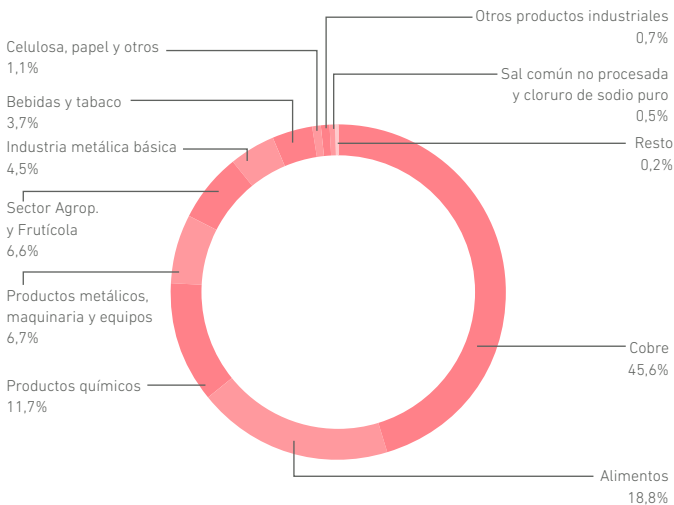 Otros productos industriales
0,7%
Celulosa, papel y otros
1,1%
Sal común no procesada
y cloruro de sodio puro
0,5%
Bebidas y tabaco
3,7%
Industria metálica básica
4,5%
Resto
0,2%
Sector Agrop.
y Frutícola
6,6%
Productos metálicos,
maquinaria y equipos
6,7%
Cobre
45,6%
Productos químicos
11,7%
Alimentos
18,8%